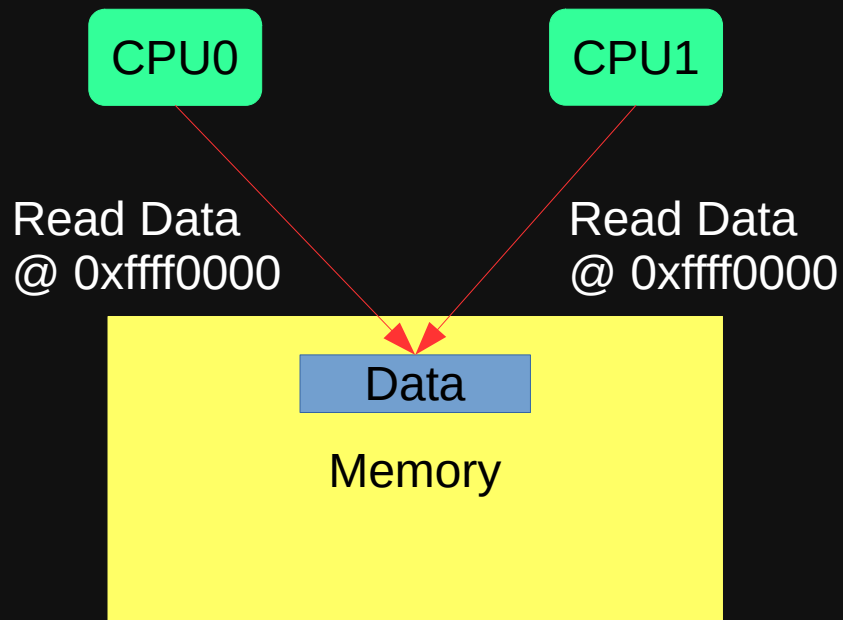 CPU0
CPU1
Read Data
@ 0xffff0000
Read Data
@ 0xffff0000
Data
Memory